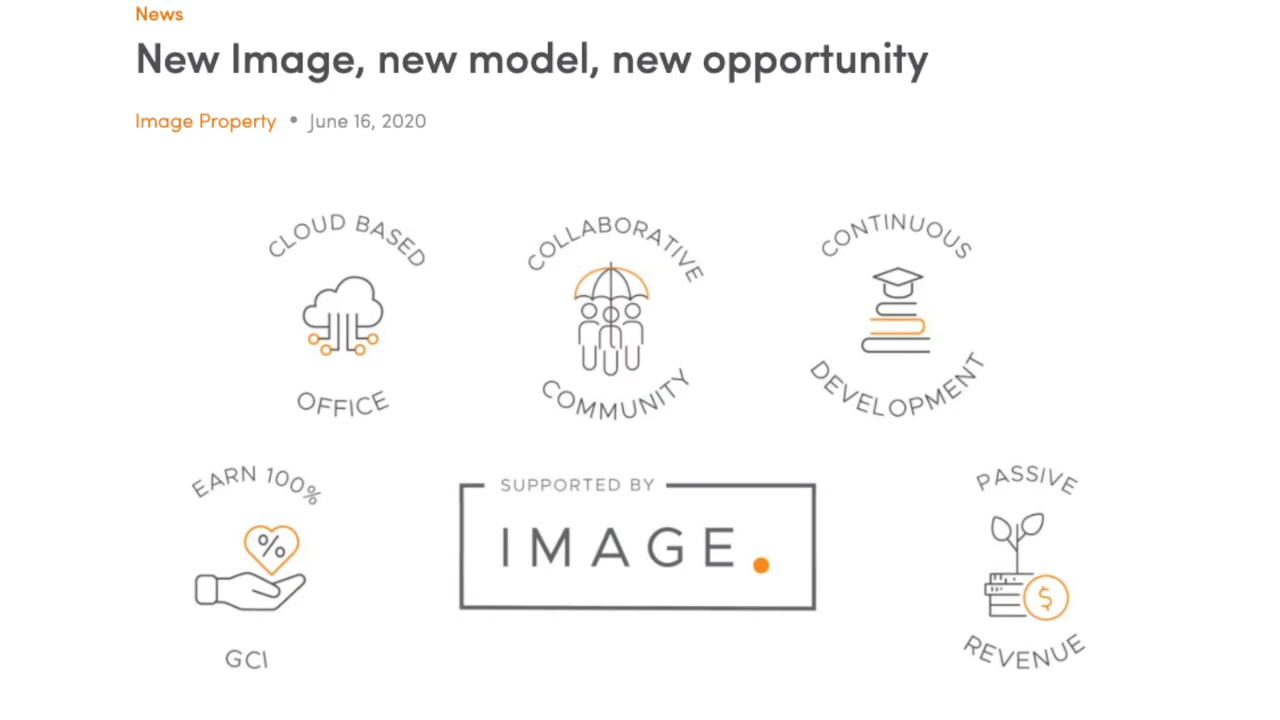 News
New Image, new model, new opportunity
Image Property • June 16, 2020
CLOUD BASED
OFFICE
COLLABORATIVE
COMMUNITY
CONTINUOUS
DEVELOPMENT
EARN 100%
%
GCI
SUPPORTED BY
IMAGE.
PASSIVE
$
REVENUE